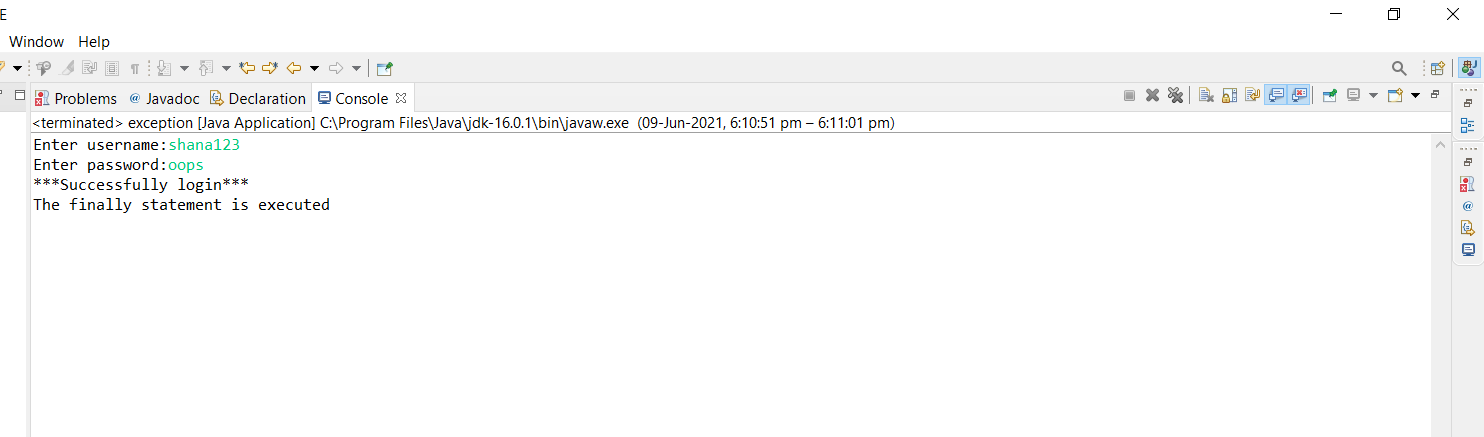 E
Window Help
Problems @ Javadoc Declaration Console
<terminated> exception [Java Application] C:\Program Files\Java\jdk-16.0.1\bin\javaw.exe (09-Jun-2021, 6:10:51 pm – 6:11:01 pm)
Enter username:shana123
Enter password:oops
***Successfully login***
The finally statement is executed